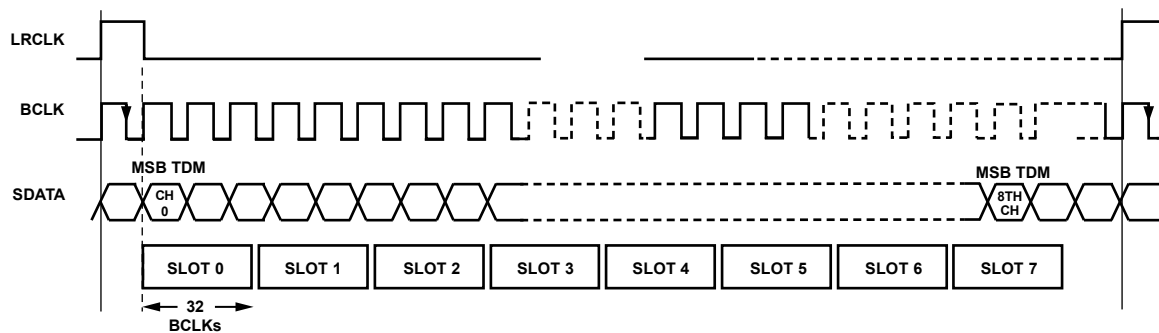 LRCLK
BCLK
MSB TDM
MSB TDM
SDATA
CH
0
8TH
CH
SLOT 0
SLOT 1
SLOT 2
SLOT 3
SLOT 4
SLOT 5
SLOT 6
SLOT 7
32
BCLKs